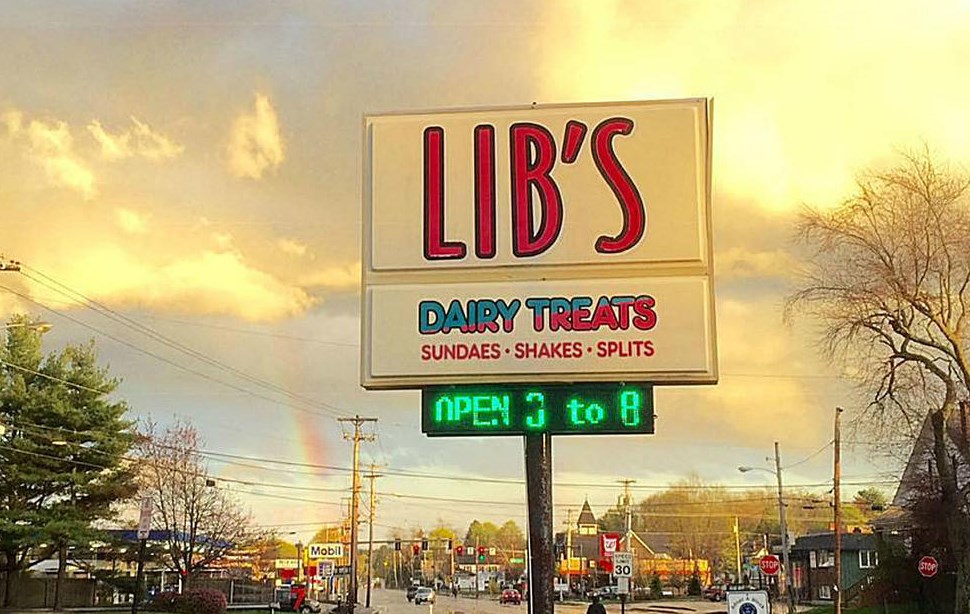 LIB'S
DAIRY TREATS
SUNDAES • SHAKES • SPLITS
OPEN 3 to 8
Mobil
SPEED
LIMIT
30
STOP
STOP